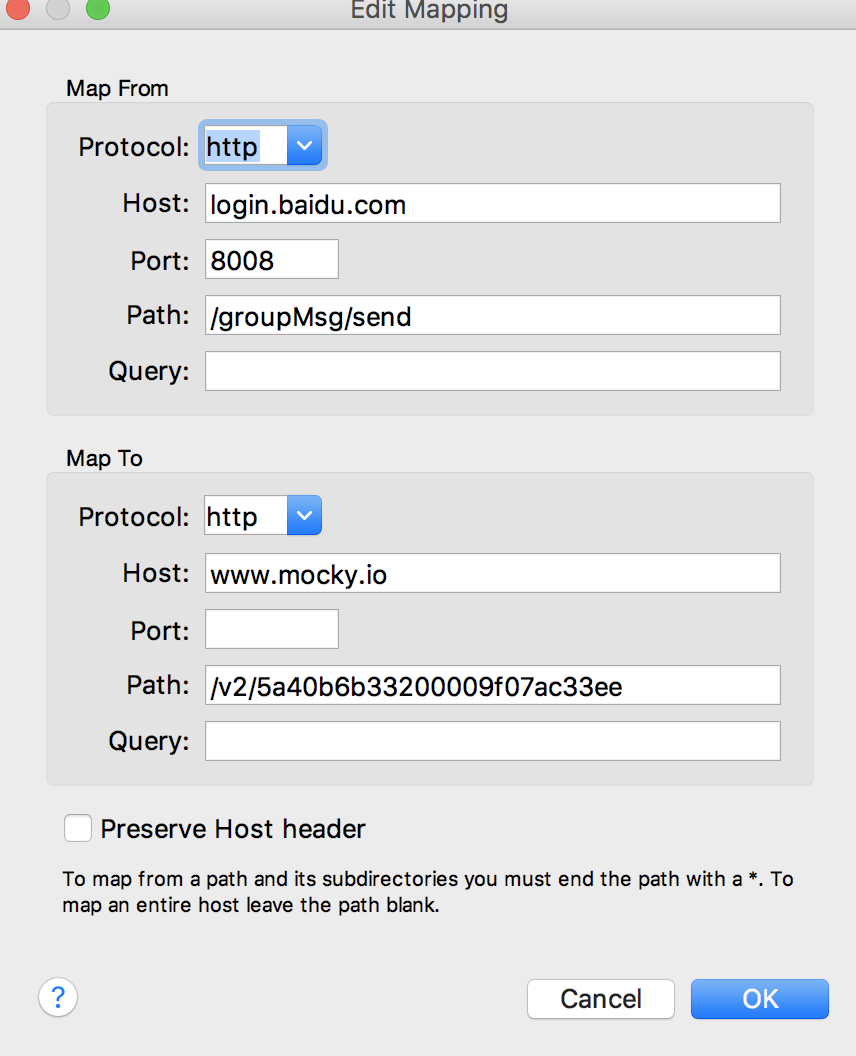 Edit Mapping
Map From
Protocol: http
Host: login.baidu.com
Port: 8008
Path: /groupMsg/send
Query:
Map To
Protocol: http
Host: www.mocky.io
Port:
Path: /v2/5a40b6b33200009f07ac33ee
Query:
Preserve Host header
To map from a path and its subdirectories you must end the path with a *. To
map an entire host leave the path blank.
? Cancel OK